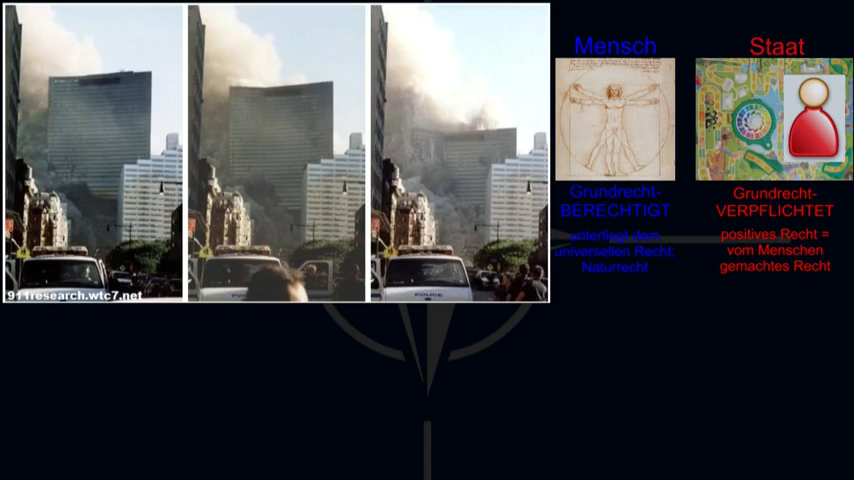 911research.wtc7.net
POLICE
Mensch
Grundrecht-
BERECHTIGT
unterliegt dem
universellen Recht;
Naturrecht
Staat
Grundrecht-
VERPFLICHTET
positives Recht =
vom Menschen
gemachtes Recht